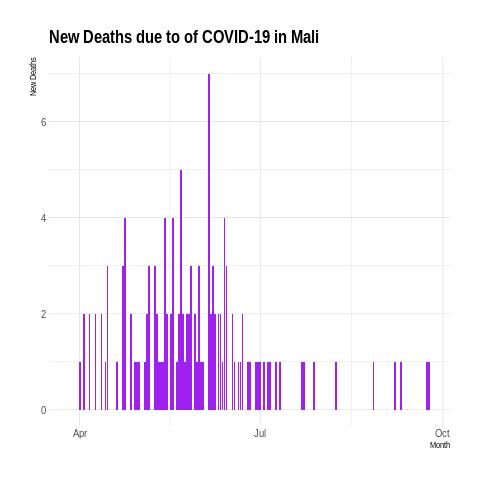 New Deaths due to of COVID-19 in Mali
New Deaths
6
4
2
0
Apr
Jul
Oct
Month